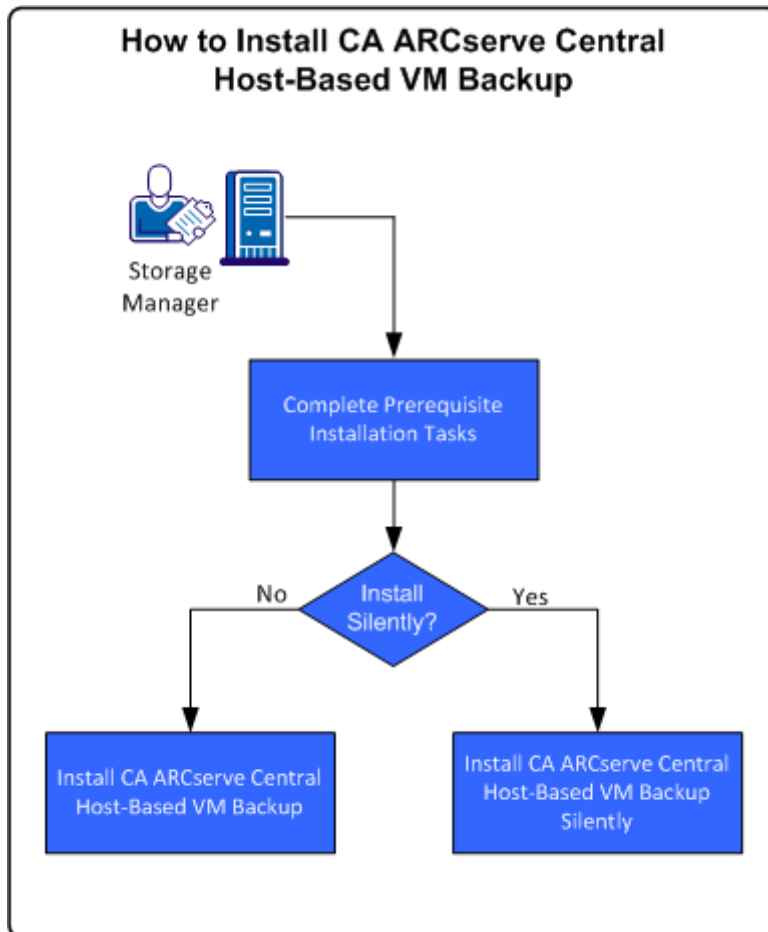 How to Install CA ARCserve Central
Host-Based VM Backup
Storage
Manager
Complete Prerequisite
Installation Tasks
Install
Silently?
No
Yes
Install CA ARCserve Central
Host-Based VM Backup
Install CA ARCserve Central
Host-Based VM Backup
Silently